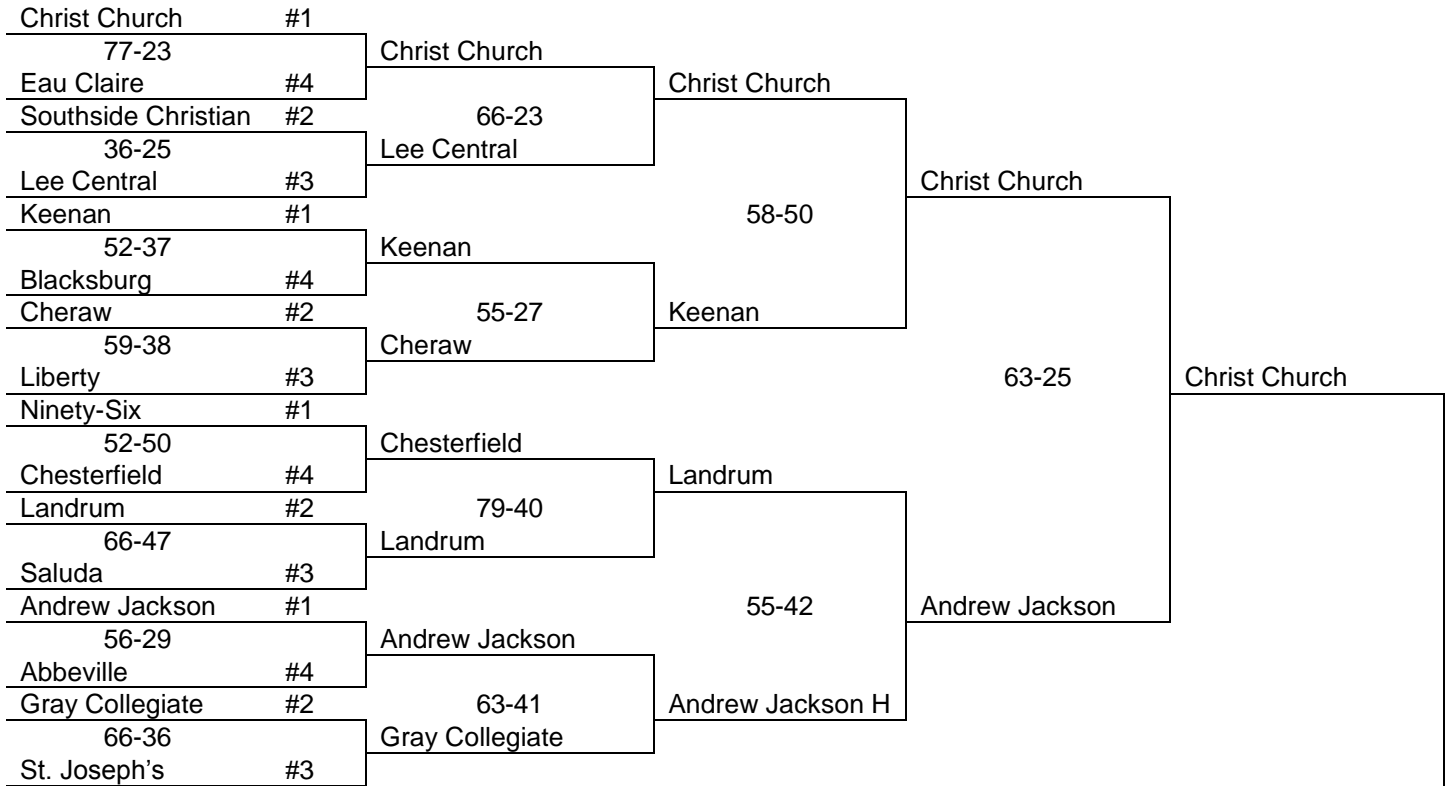 Christ Church #1
77-23 Christ Church
Eau Claire #4 Christ Church
Southside Christian #2 66-23
36-25 Lee Central
Lee Central #3 Christ Church
Keenan #1 58-50
52-37 Keenan
Blacksburg #4
Cheraw #2 55-27 Keenan
59-38 Cheraw
Liberty #3 63-25 Christ Church
Ninety-Six #1
52-50 Chesterfield
Chesterfield #4 Landrum
Landrum #2 79-40
66-47 Landrum
Saluda #3
Andrew Jackson #1 55-42 Andrew Jackson
56-29 Andrew Jackson
Abbeville #4
Gray Collegiate #2 63-41 Andrew Jackson H
66-36 Gray Collegiate
St. Joseph's #3